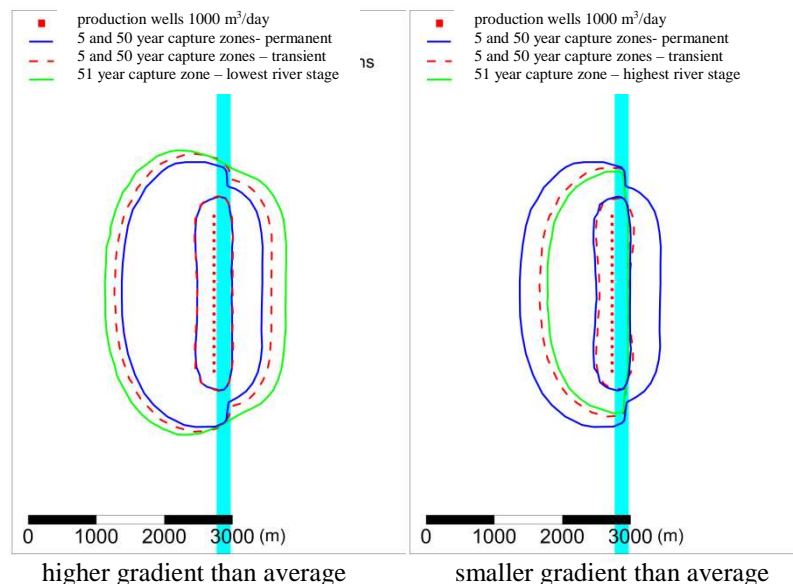 production wells 1000 m³/day
5 and 50 year capture zones- permanent
5 and 50 year capture zones – transient
51 year capture zone – lowest river stage
ns
0 1000 2000 3000 (m)
higher gradient than average
production wells 1000 m³/day
5 and 50 year capture zones- permanent
5 and 50 year capture zones – transient
51 year capture zone – highest river stage
0 1000 2000 3000 (m)
smaller gradient than average